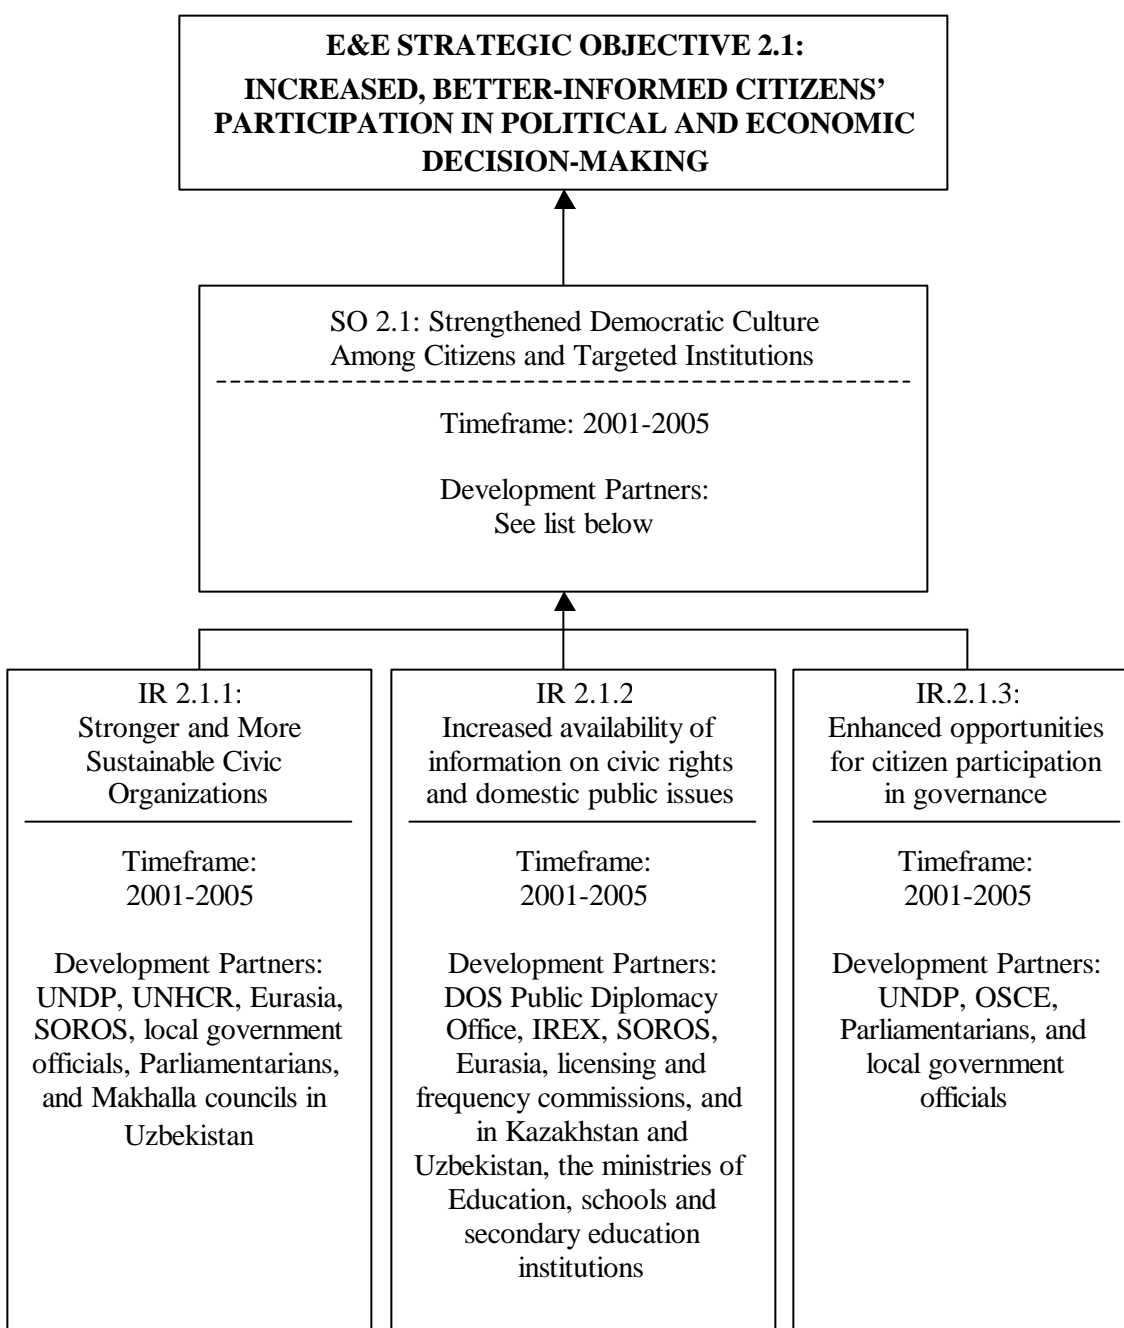 E&E STRATEGIC OBJECTIVE 2.1:
INCREASED, BETTER-INFORMED CITIZENS’
PARTICIPATION IN POLITICAL AND ECONOMIC
DECISION-MAKING
SO 2.1: Strengthened Democratic Culture
Among Citizens and Targeted Institutions
Timeframe: 2001-2005
Development Partners:
See list below
IR 2.1.1:
Stronger and More
Sustainable Civic
Organizations
Timeframe:
2001-2005
Development Partners:
UNDP, UNHCR, Eurasia,
SOROS, local government
officials, Parliamentarians,
and Makhalla councils in
Uzbekistan
IR 2.1.2
Increased availability of
information on civic rights
and domestic public issues
Timeframe:
2001-2005
Development Partners:
DOS Public Diplomacy
Office, IREX, SOROS,
Eurasia, licensing and
frequency commissions, and
in Kazakhstan and
Uzbekistan, the ministries of
Education, schools and
secondary education
institutions
IR.2.1.3:
Enhanced opportunities
for citizen participation
in governance
Timeframe:
2001-2005
Development Partners:
UNDP, OSCE,
Parliamentarians, and
local government
officials